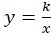 y = k/x